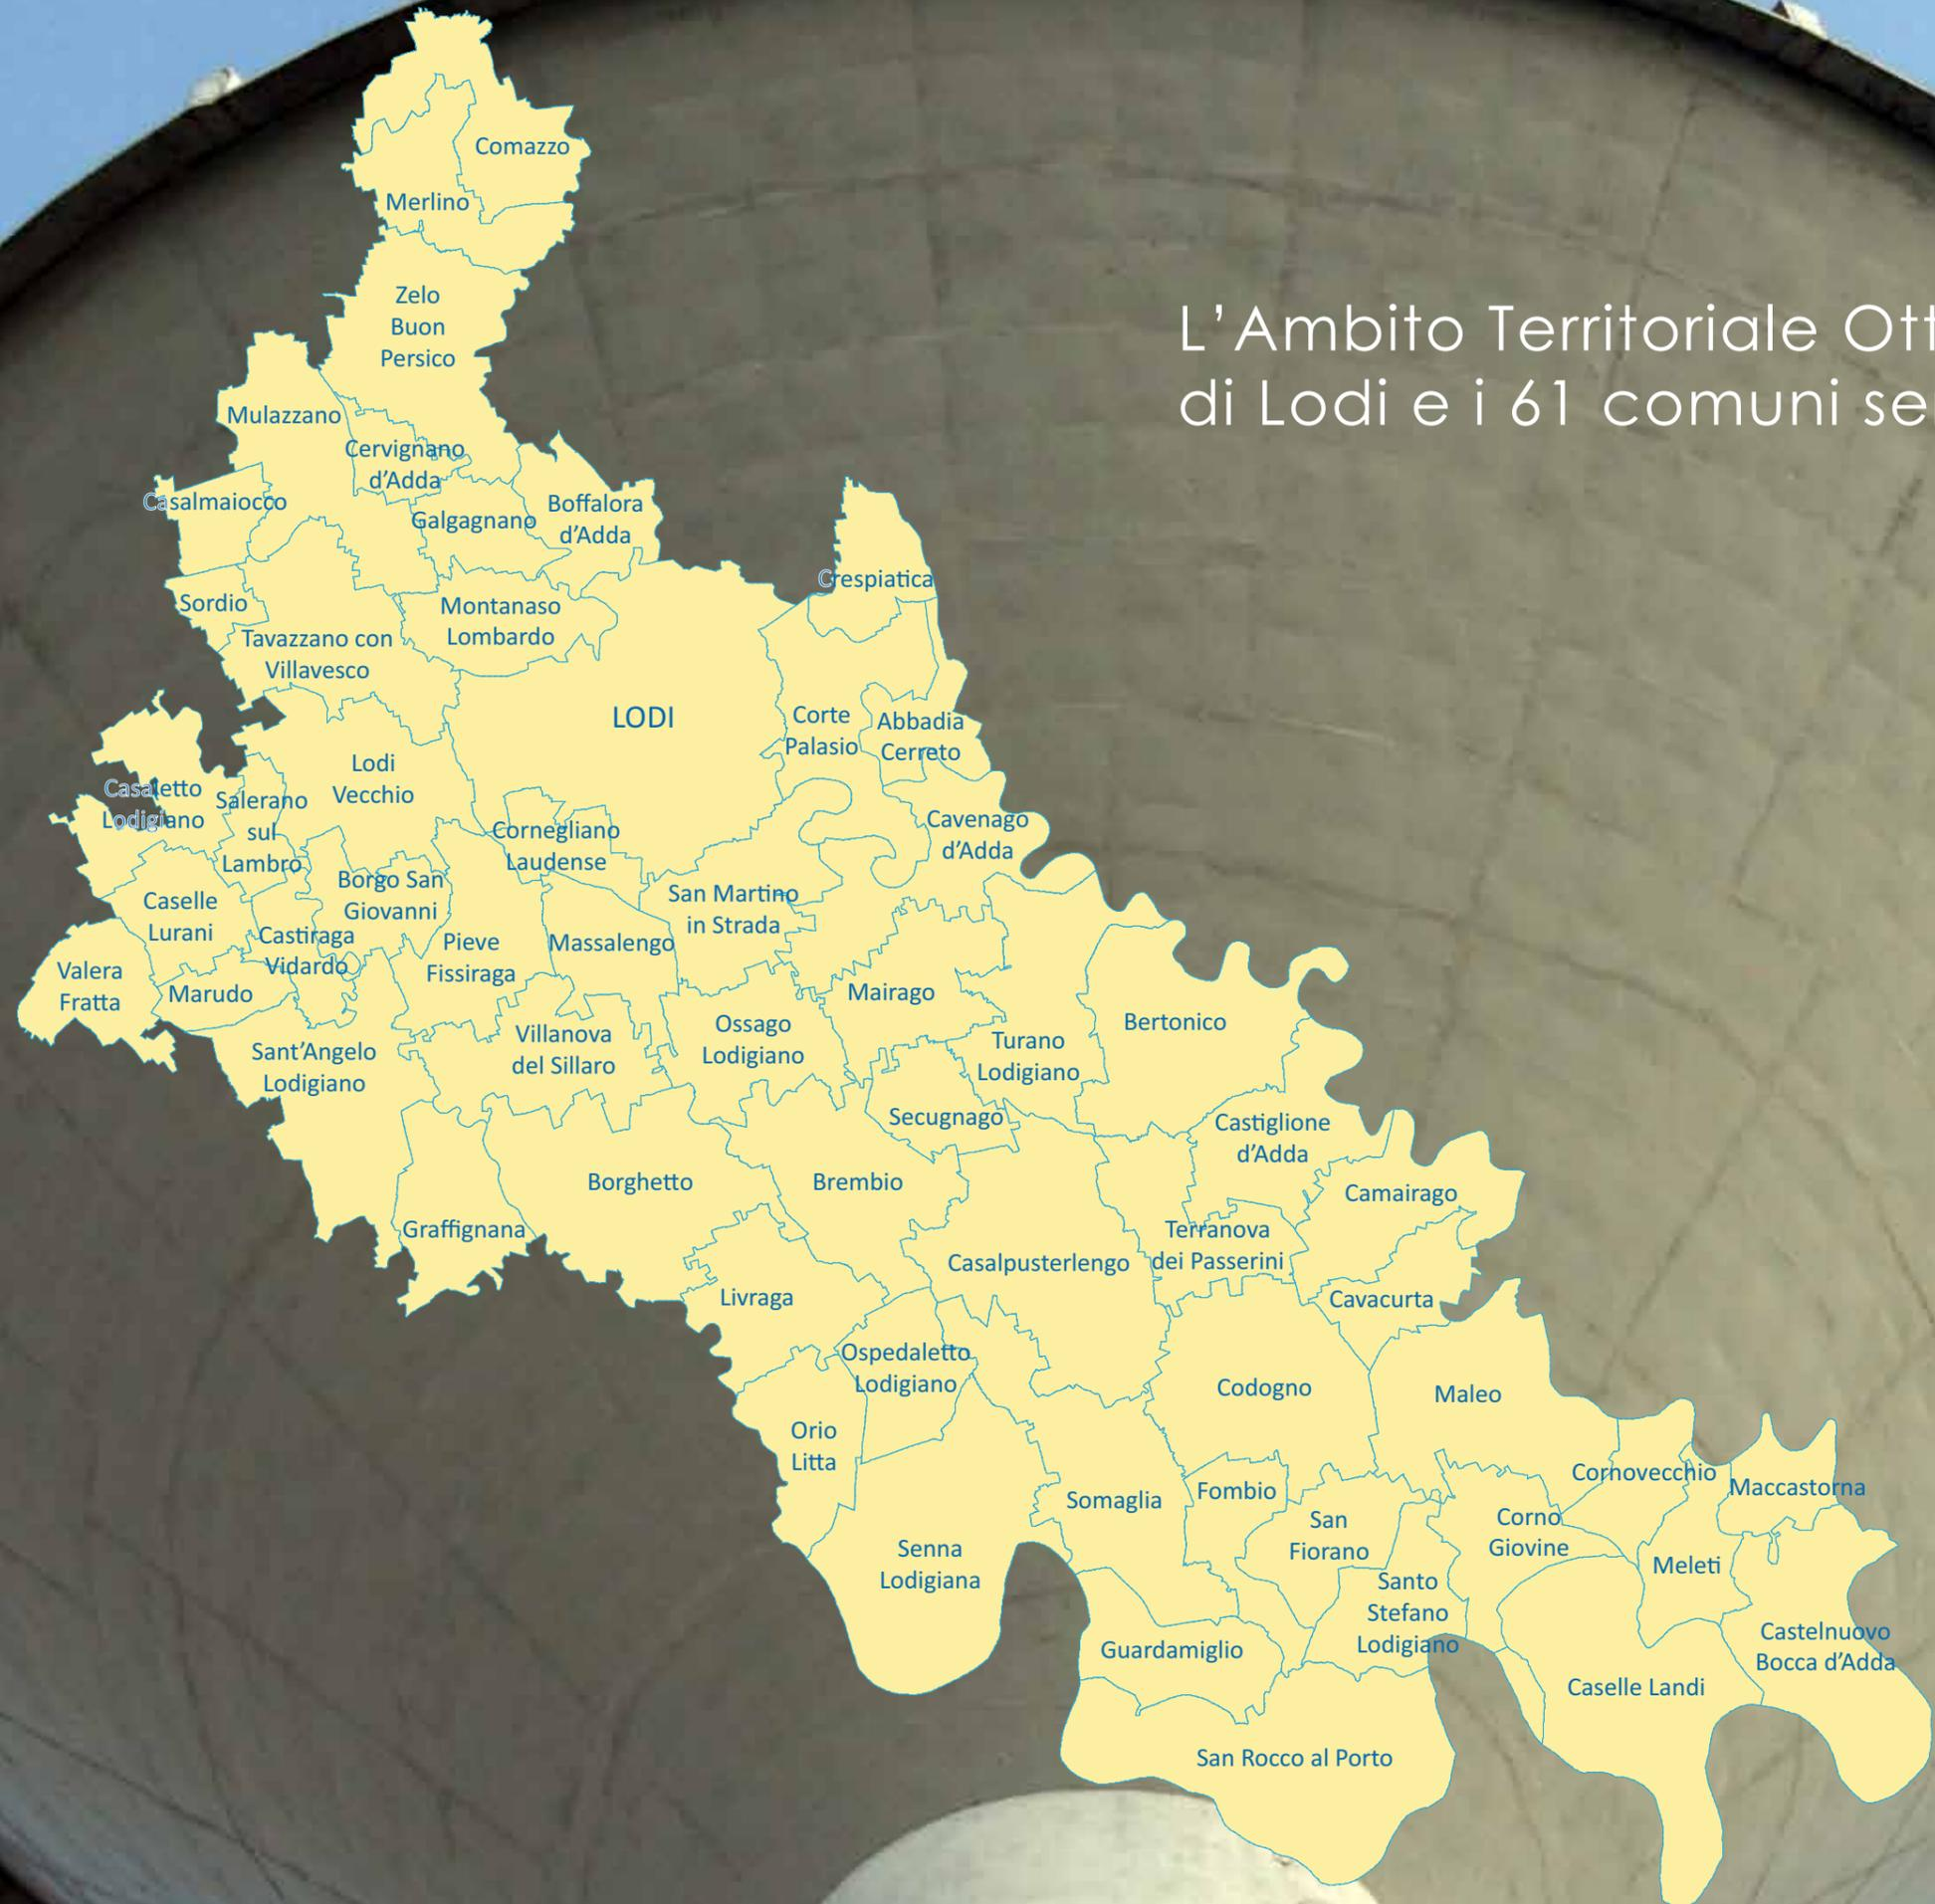 L'Ambito Territoriale
di Lodi e i 61 comuni
Comazzo
Merlino
Zelo
Buon
Persico
Mulazzano
Cervignano
d'Adda
Casalmaiocco
Galgagnano
Boffalora
d'Adda
Crespiatica
Sordio
Montanaso
Lombardo
Tavazzano con
Villavesco
LODI
Corte
Palasio
Abbadia
Cerreto
Lodi
Vecchio
Casaletto
Lodigiano
Salerano
sul
Lambro
Cornegliano
Laudense
Cavenago
d'Adda
Borgo San
Giovanni
San Martino
in Strada
Caselle
Lurani
Castiraga
Vidardo
Pieve
Fissiraga
Massalengo
Valera
Fratta
Marudo
Mairago
Sant'Angelo
Lodigiano
Villanova
del Sillaro
Ossago
Lodigiano
Turano
Lodigiano
Bertonico
Secugnago
Castiglione
d'Adda
Borghetto
Brembio
Camairago
Graffignana
Terranova
dei Passerini
Casalpusterlengo
Livraga
Cavacurta
Ospedaletto
Lodigiano
Codogno
Maleo
Orio
Litta
Cornovecchio
Maccastorna
Somaglia
Fombio
San
Fiorano
Corno
Giovine
Senna
Lodigiana
Meleti
Santo
Stefano
Lodigiano
Guardamiglio
Castelnuovo
Bocca d'Adda
Caselle Landi
San Rocco al Porto